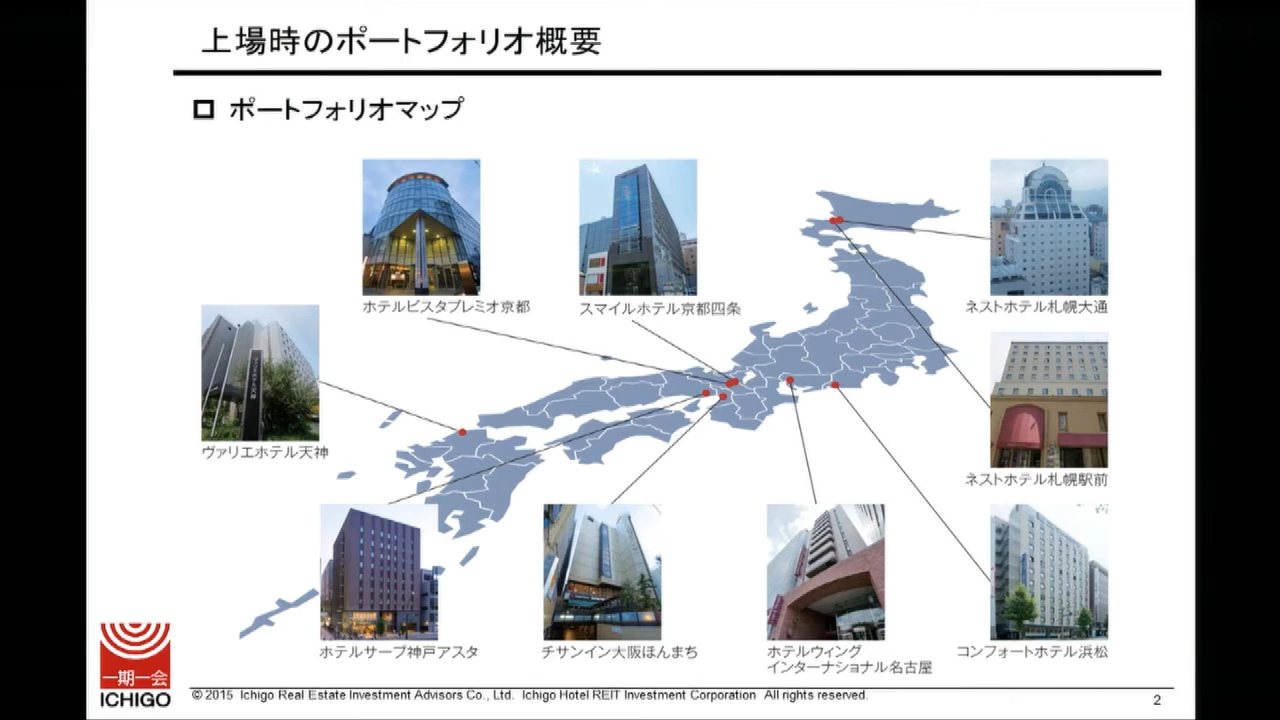 上場時のポートフォリオ概要
ポートフォリオマップ
ホテルビスタプレミオ京都
スマイルホテル京都四条
ネストホテル札幌大通
ヴァリエホテル天神
ネストホテル札幌駅前
ホテルサーブ神戸アスタ
チサンイン大阪ほんまち
ホテルウィング
インターナショナル名古屋
コンフォートホテル浜松
一期一会
ICHIGO
© 2015 Ichigo Real Estate Investment Advisors Co., Ltd. Ichigo Hotel REIT Investment Corporation All rights reserved.
2